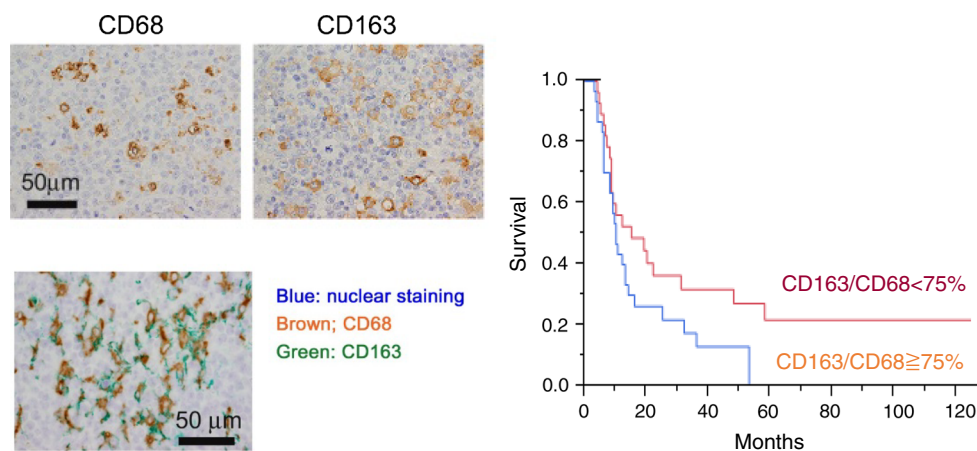 CD68
CD163
50μm
Blue: nuclear staining
Brown; CD68
Green: CD163
50 μm
Survival
1.0
0.8
0.6
0.4
0.2
0.0
CD163/CD68<75%
CD163/CD68≧75%
0 20 40 60 80 100 120
Months